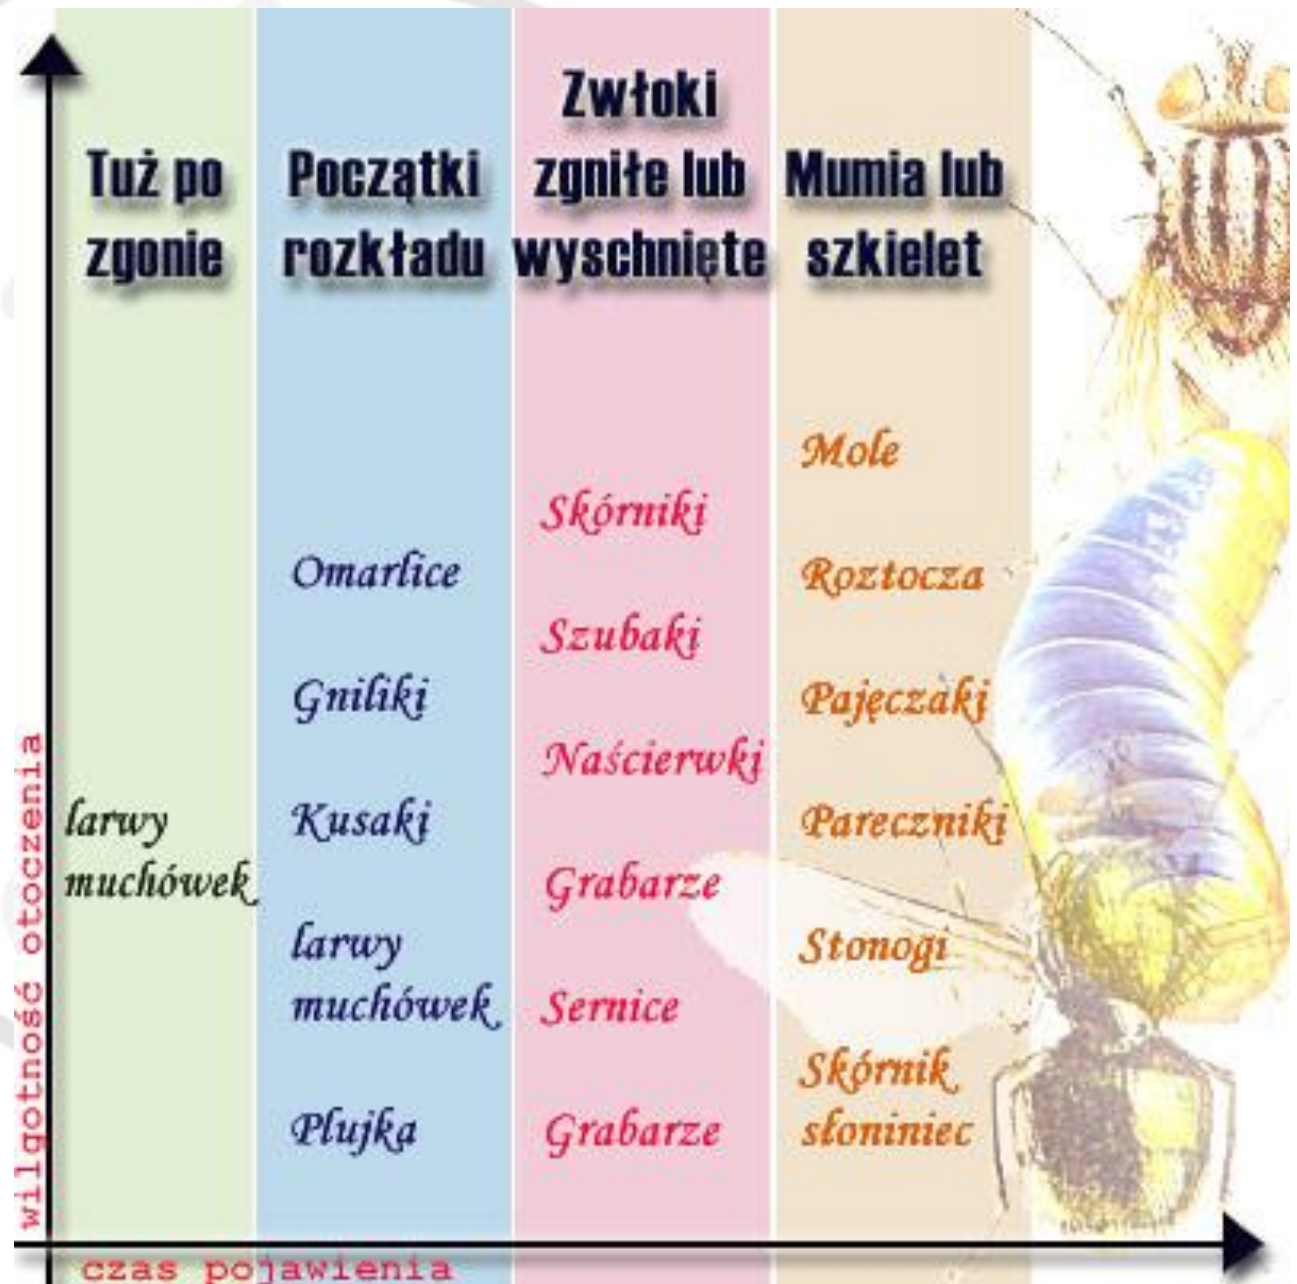 Tuż po
zgonie
Początki
rozkładu
Zwłoki
zgniłe lub
wyschnięte
Mumia lub
szkielet
larwy
muchówek
Omarlice
Gniliki
Kusaki
larwy
muchówek
Plujka
Skórniki
Szubaki
Naścierwki
Grabarze
Sernice
Grabarze
Mole
Roztocza
Pajęczaki
Pareczniki
Stonogi
Skórnik
słoniniec
wilgotność otoczenia
czas pojawienia